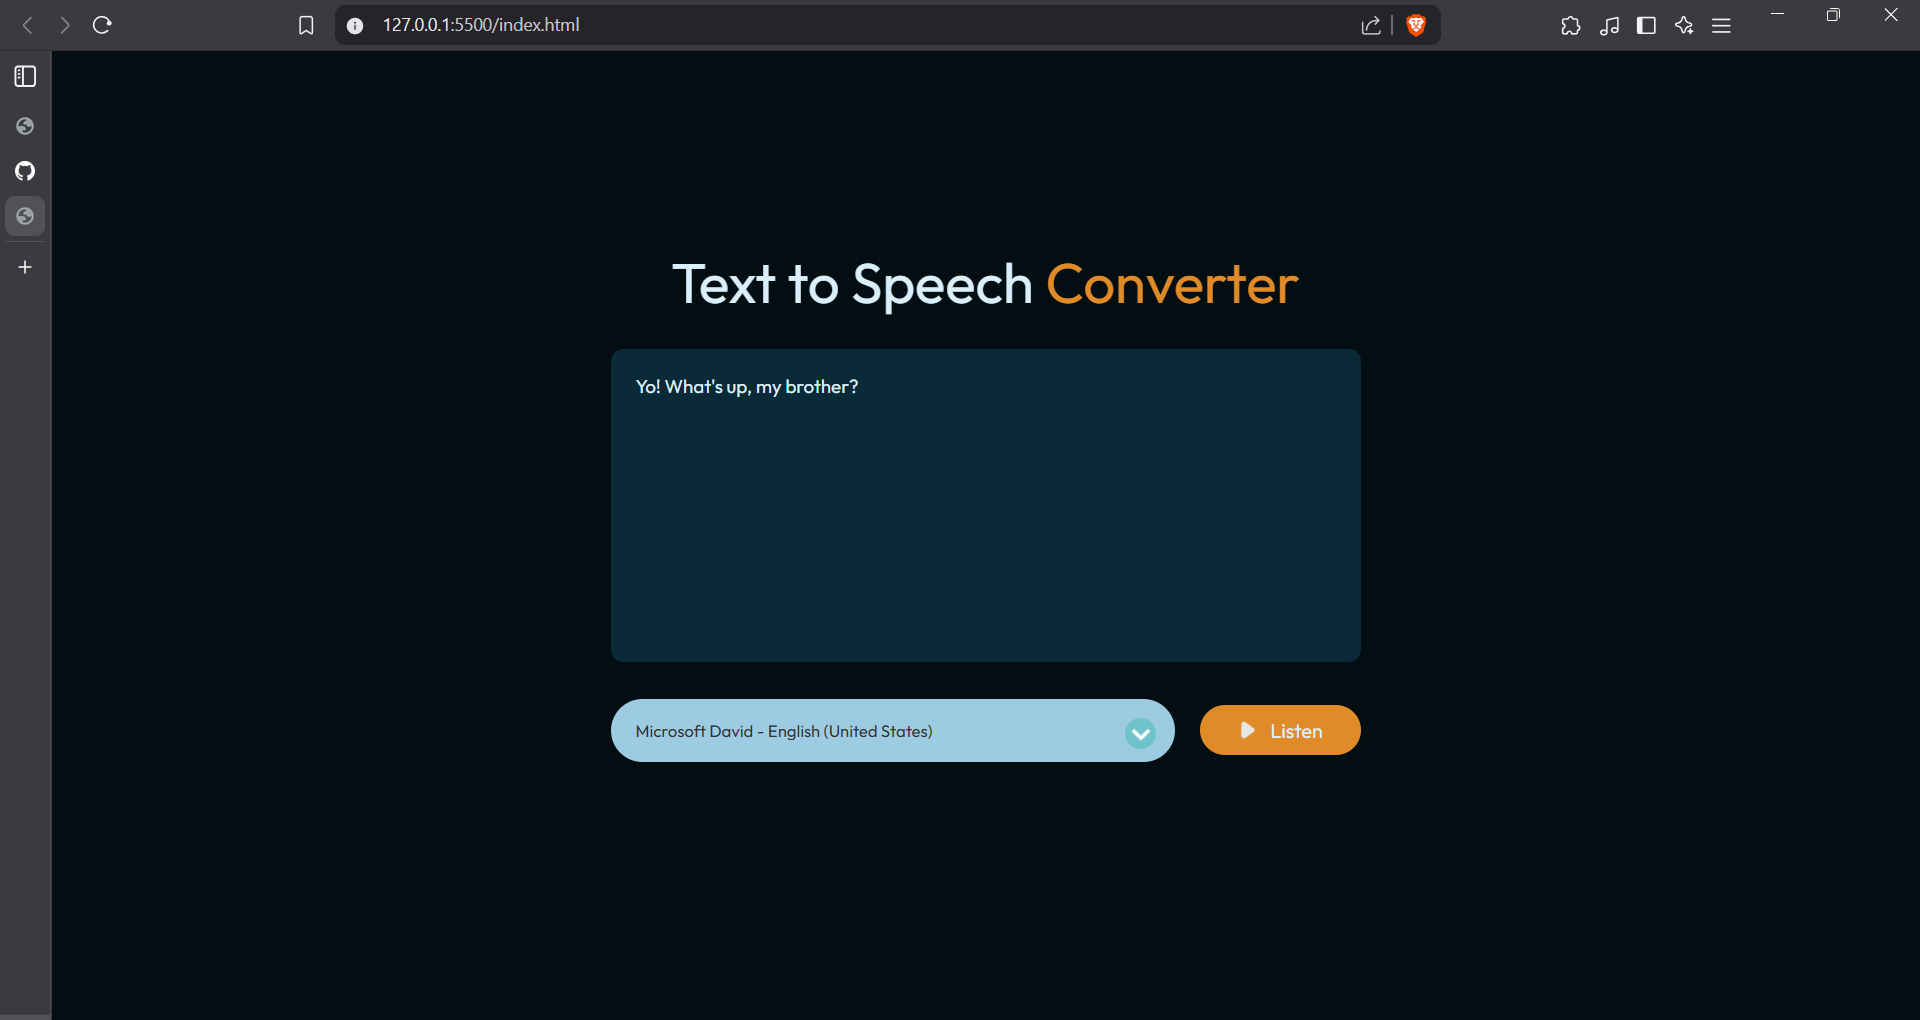 127.0.0.1:5500/index.html
Text to Speech Converter
Yo! What's up, my brother?
Microsoft David - English (United States)
Listen